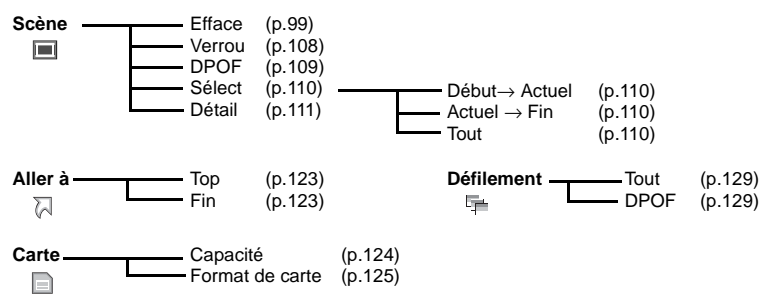 Scène Efface (p.99)
Verrou (p.108)
DPOF (p.109)
Sélect (p.110) Début→ Actuel (p.110)
Détail (p.111) Actuel → Fin (p.110)
Tout (p.110)
Aller à Top (p.123) Défilement Tout (p.129)
Fin (p.123) DPOF (p.129)
Carte Capacité (p.124)
Format de carte (p.125)